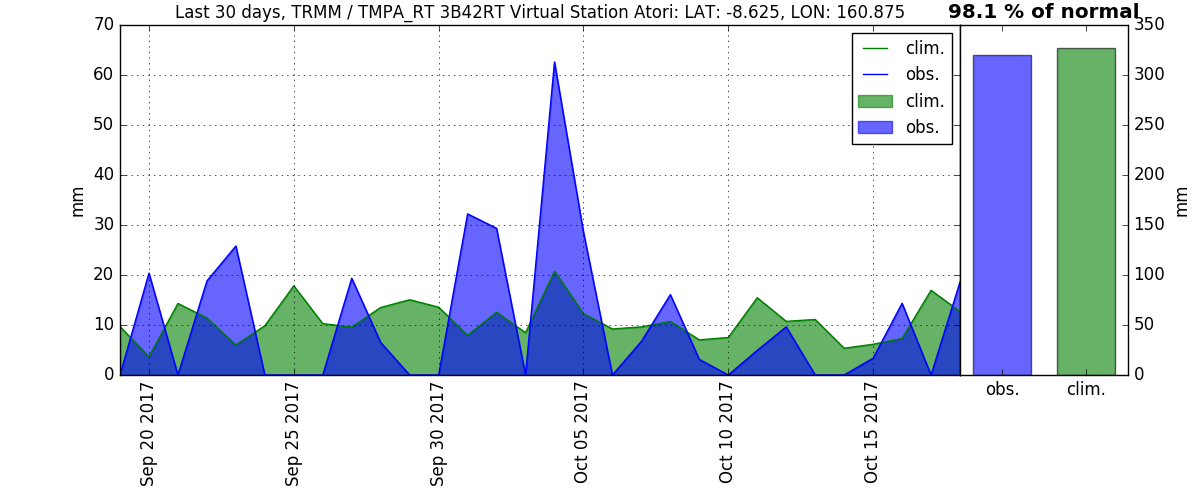 Last 30 days, TRMM / TMPA_RT 3B42RT Virtual Station Atori: LAT: -8.625, LON: 160.875
98.1 % of normal
70
60
50
40
30
20
10
0
mm
clim.
obs.
clim.
obs.
Sep 20 2017
Sep 25 2017
Sep 30 2017
Oct 05 2017
Oct 10 2017
Oct 15 2017
350
300
250
200
150
100
50
0
mm
obs.
clim.